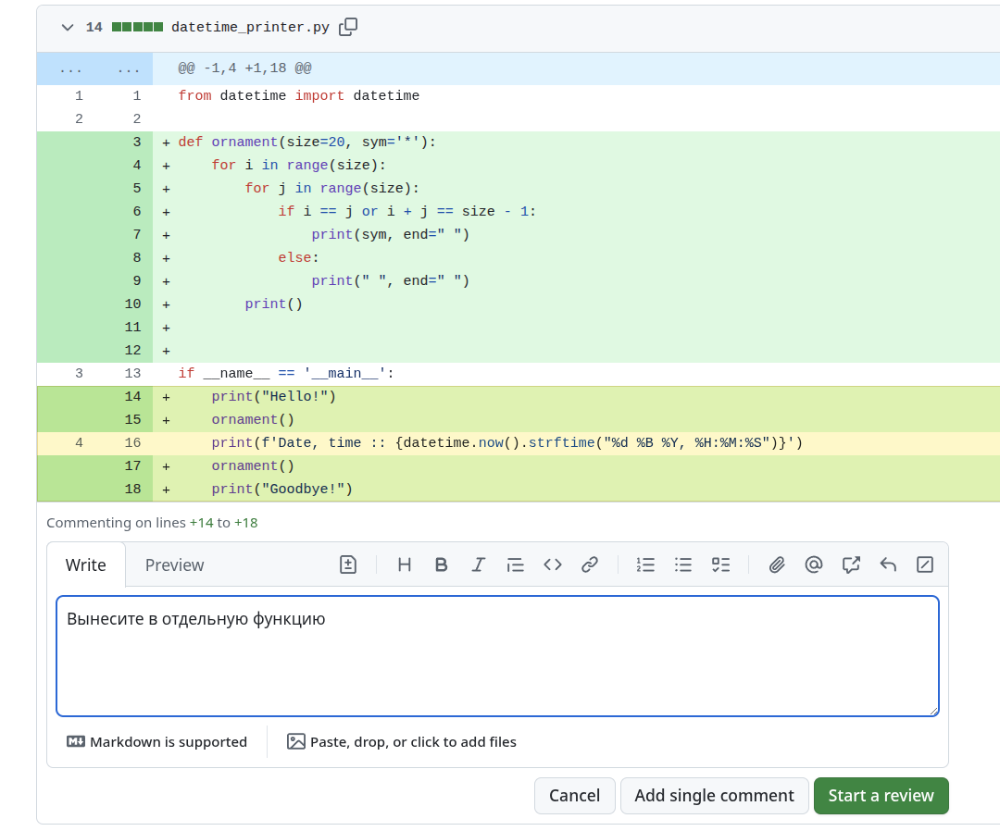 14 datetime_printer.py
... ... @@ -1,4 +1,18 @@
1 1 from datetime import datetime
2 2
3 + def ornament(size=20, sym='*'):
4 +     for i in range(size):
5 +         for j in range(size):
6 +             if i == j or i + j == size - 1:
7 +                 print(sym, end=" ")
8 +             else:
9 +                 print(" ", end=" ")
10 +         print()
11 +
12 +
3 13 if __name__ == '__main__':
14 +     print("Hello!")
15 +     ornament()
4 16     print(f'Date, time :: {datetime.now().strftime("%d %B %Y, %H:%M:%S")}')
17 +     ornament()
18 +     print("Goodbye!")
Commenting on lines +14 to +18
Write Preview
Вынесите в отдельную функцию
Markdown is supported Paste, drop, or click to add files
Cancel Add single comment Start a review